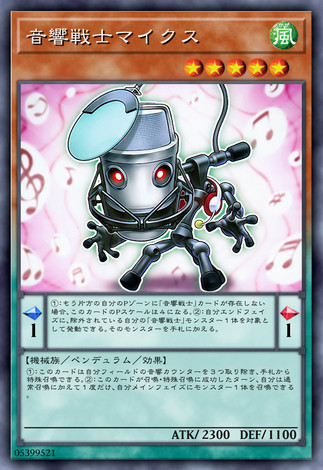 音響戦士マイクス
風
①：もう片方の自分のPゾーンに「音響戦士」カードが存在しない
場合、このカードのPスケールは4になる。②：自分エンドフェ
イズに、除外されている自分の「音響戦士」モンスター1体を対象と
して発動できる。そのモンスターを手札に加える。
1
1
【機械族／ペンデュラム／効果】
①：このカードは自分フィールドの音響カウンターを3つ取り除き、手札から
特殊召喚できる。②：このカードが召喚・特殊召喚に成功したターン、自分は通
常召喚に加えて1度だけ、自分メインフェイズにモンスター1体を召喚できる
。
ATK/ 2300 DEF/1100
05399521